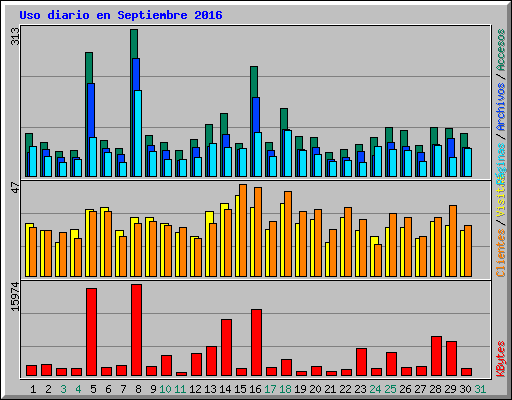 Uso diario en Septiembre 2016
313
47
15974
Accesos
/
Archivos
/
Páginas
Visitas
/
Clientes
KBytes
1 2 3 4 5 6 7 8 9 10 11 12 13 14 15 16 17 18 19 20 21 22 23 24 25 26 27 28 29 30 31